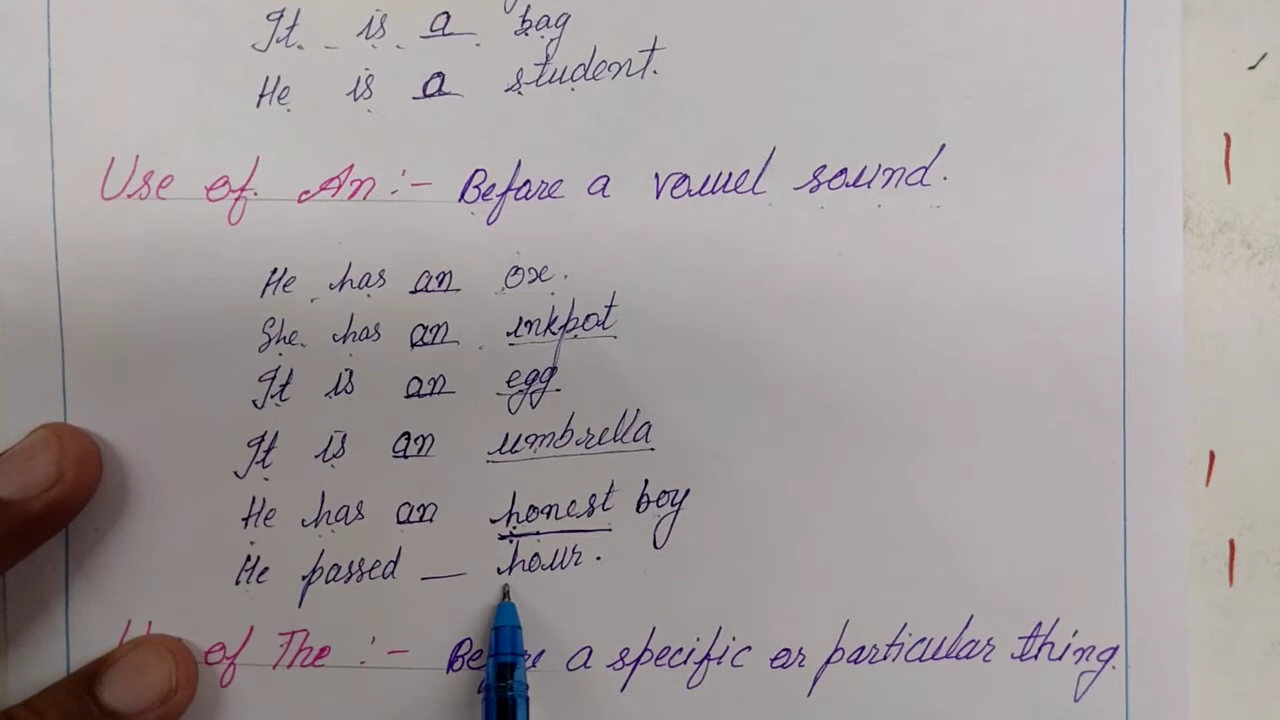 It is a bag
He is a student.
Use of An :- Before a vowel sound.
He has an ox.
She has an inkpot
It is an egg.
It is an umbrella
He has an honest boy
He passed __ hour.
of The :- Before a specific or particular thing.